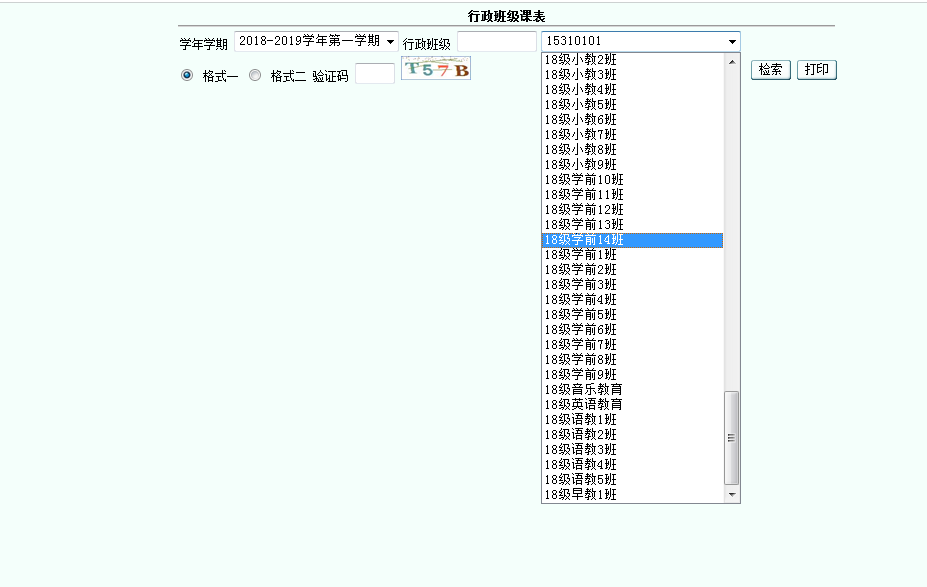 行政班级课表
学年学期 2018-2019学年第一学期 行政班级 15310101
格式一 格式二 验证码 T57B 检索 打印
18级小教2班
18级小教3班
18级小教4班
18级小教5班
18级小教6班
18级小教7班
18级小教8班
18级小教9班
18级学前10班
18级学前11班
18级学前12班
18级学前13班
18级学前14班
18级学前1班
18级学前2班
18级学前3班
18级学前4班
18级学前5班
18级学前6班
18级学前7班
18级学前8班
18级学前9班
18级音乐教育
18级英语教育
18级语教1班
18级语教2班
18级语教3班
18级语教4班
18级语教5班
18级早教1班